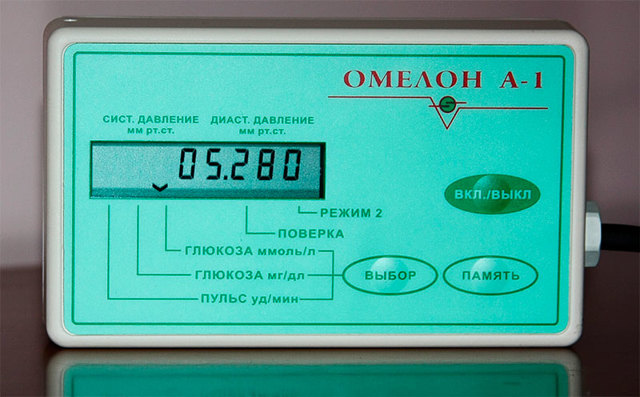 ОМЕЛОН А-1
СИСТ. ДАВЛЕНИЕ ДИАСТ. ДАВЛЕНИЕ
мм рт.ст. мм рт.ст.
05.280
ВКЛ./ВЫКЛ
РЕЖИМ 2
ПОВЕРКА
ГЛЮКОЗА ммоль/л
ГЛЮКОЗА мг/дл
ВЫБОР
ПАМЯТЬ
ПУЛЬС уд/мин